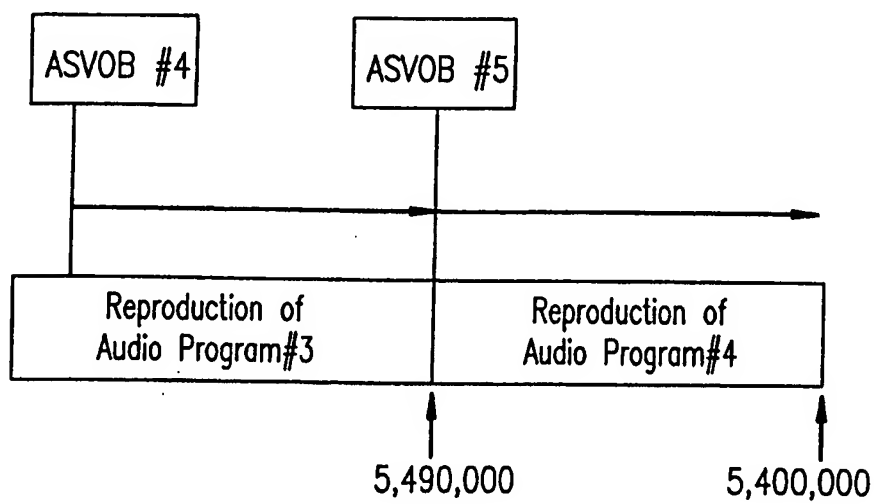 ASVOB #4
ASVOB #5
Reproduction of
Audio Program#3
Reproduction of
Audio Program#4
5,490,000
5,400,000